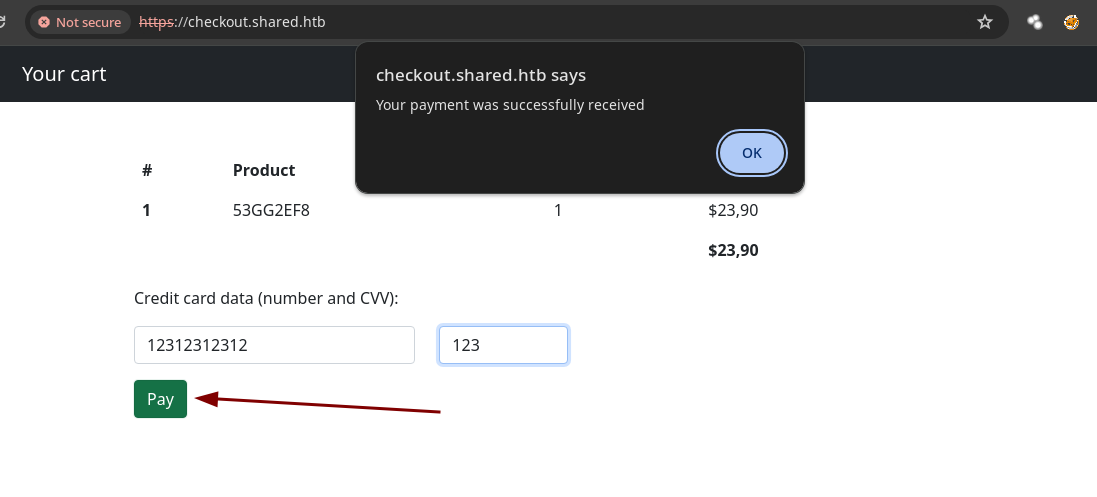 Not secure https://checkout.shared.htb
Your cart
checkout.shared.htb says
Your payment was successfully received
OK
# Product
1 53GG2EF8 1 $23,90
$23,90
Credit card data (number and CVV):
12312312312 123
Pay